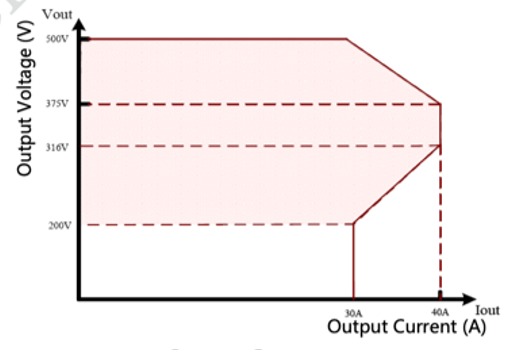 Vout
Output Voltage (V)
500V
375V
316V
200V
30A
40A
Iout
Output Current (A)